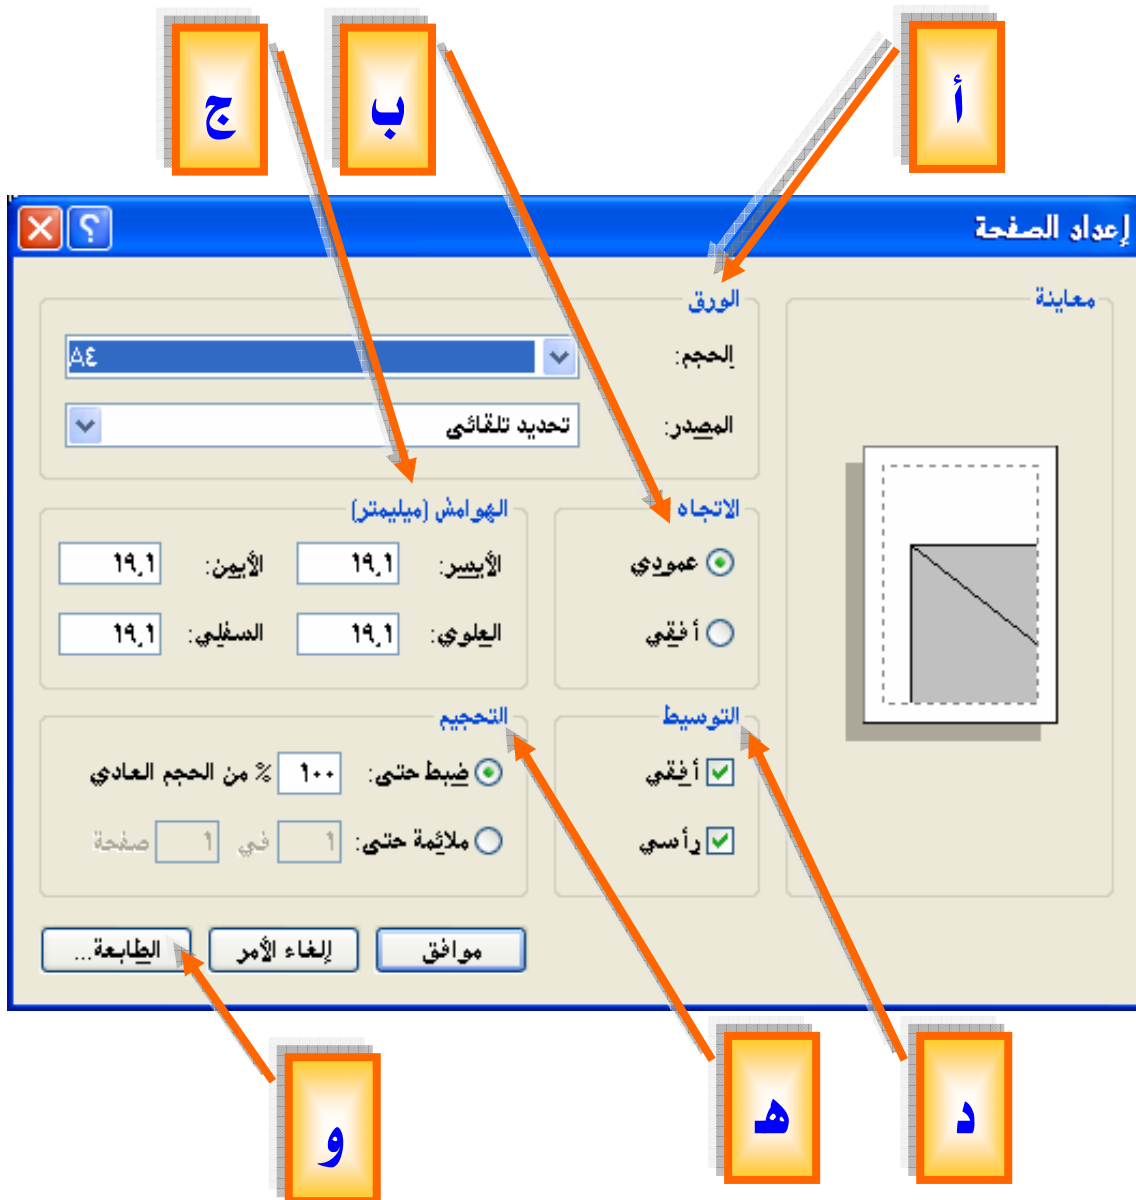 أ
ب
ج
إعداد الصفحة
معاينة
الورق
الحجم:
A٤
المصدر:
تحديد تلقائي
الاتجاه
عمودي
أفقي
الهوامش (ميليمتر)
الأيسر: ١٩,١ الأيمن: ١٩,١
العلوي: ١٩,١ السفلي: ١٩,١
التوسيط
أفقي
رأسي
التحجيم
ضبط حتى: ١٠٠ % من الحجم العادي
ملائمة حتى: ١ في ١ صفحة
موافق
إلغاء الأمر
الطابعة...
د
هـ
و